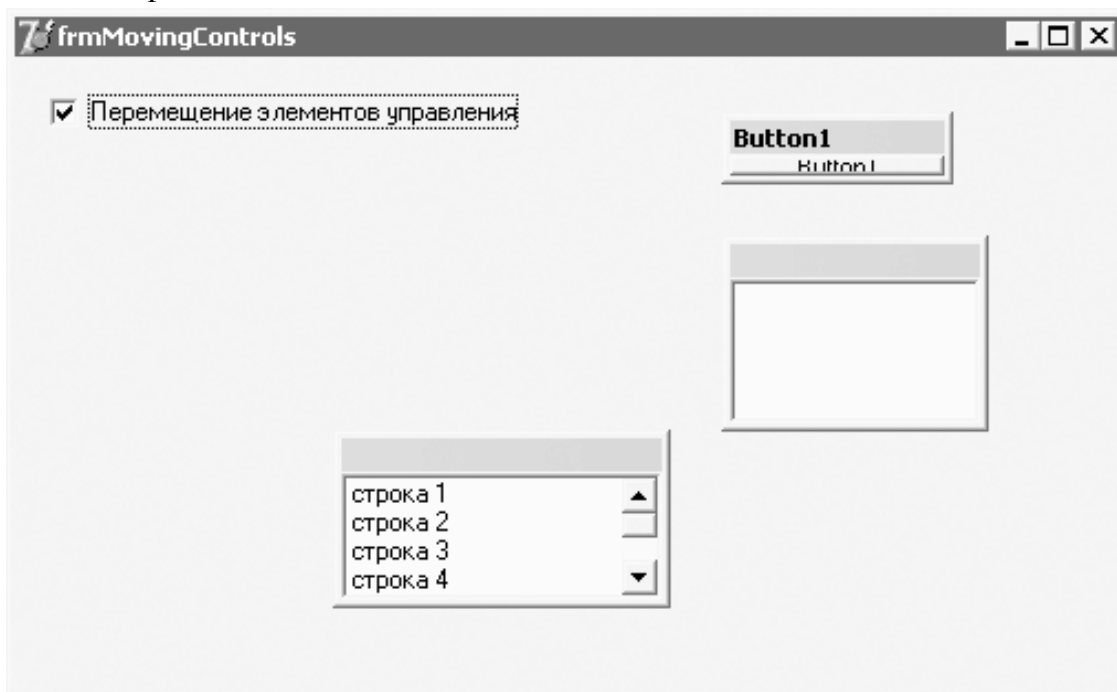 frmMovingControls
Перемещение элементов управления
Button1
Button1
строка 1
строка 2
строка 3
строка 4